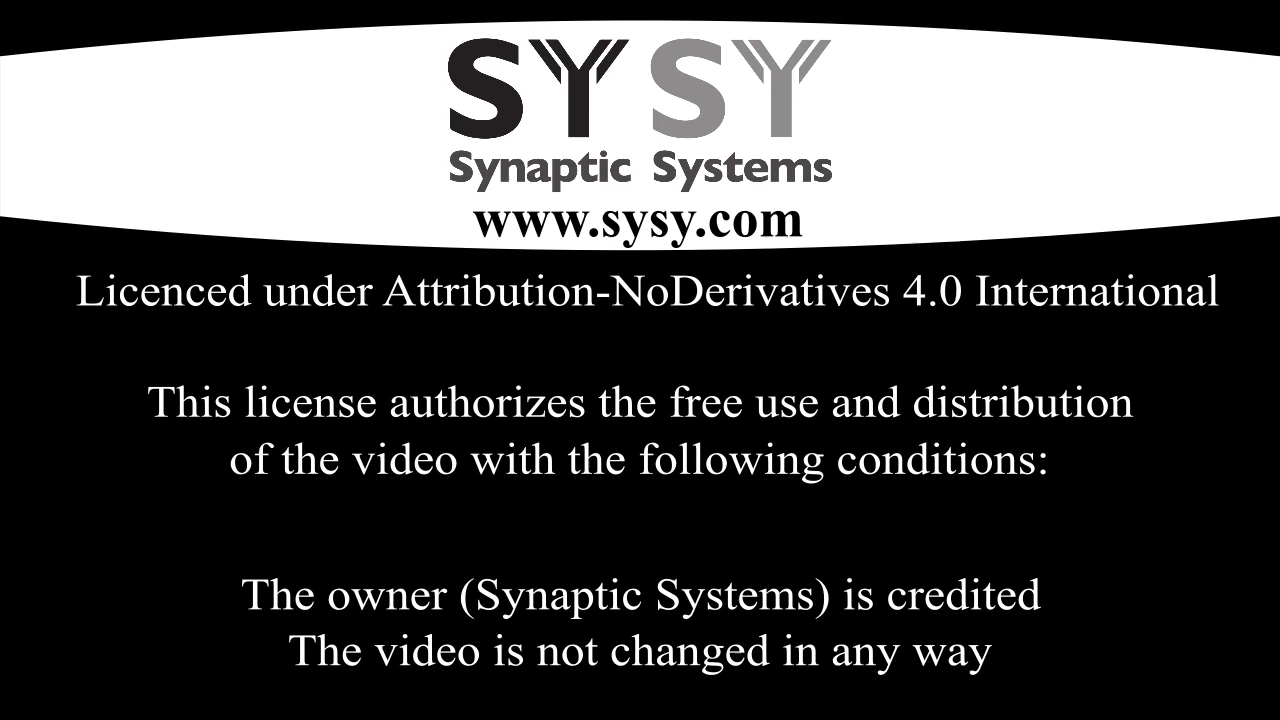 SYSY
Synaptic Systems
www.sysy.com
Licenced under Attribution-NoDerivatives 4.0 International
This license authorizes the free use and distribution
of the video with the following conditions:
The owner (Synaptic Systems) is credited
The video is not changed in any way